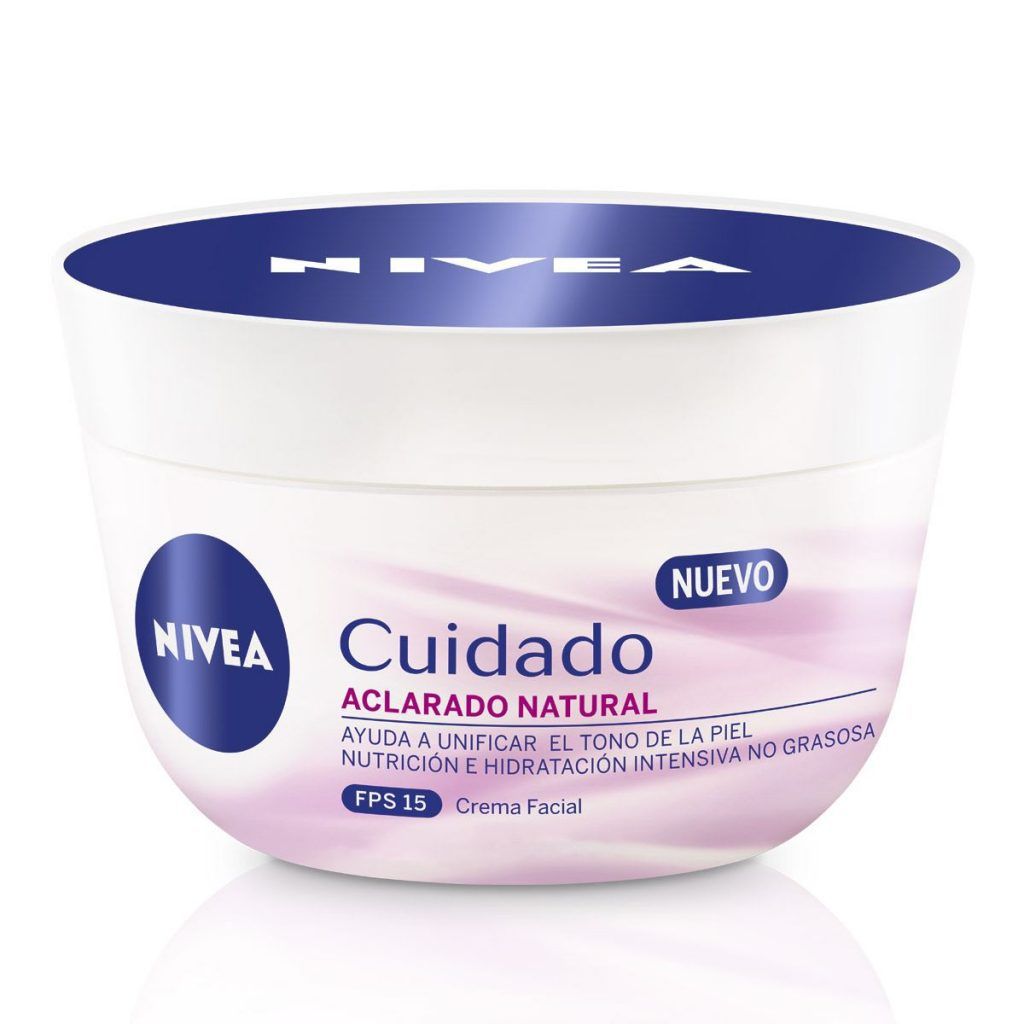 NIVEA
NUEVO
NIVEA
Cuidado
ACLARADO NATURAL
AYUDA A UNIFICAR EL TONO DE LA PIEL
NUTRICIÓN E HIDRATACIÓN INTENSIVA NO GRASOSA
FPS 15 Crema Facial